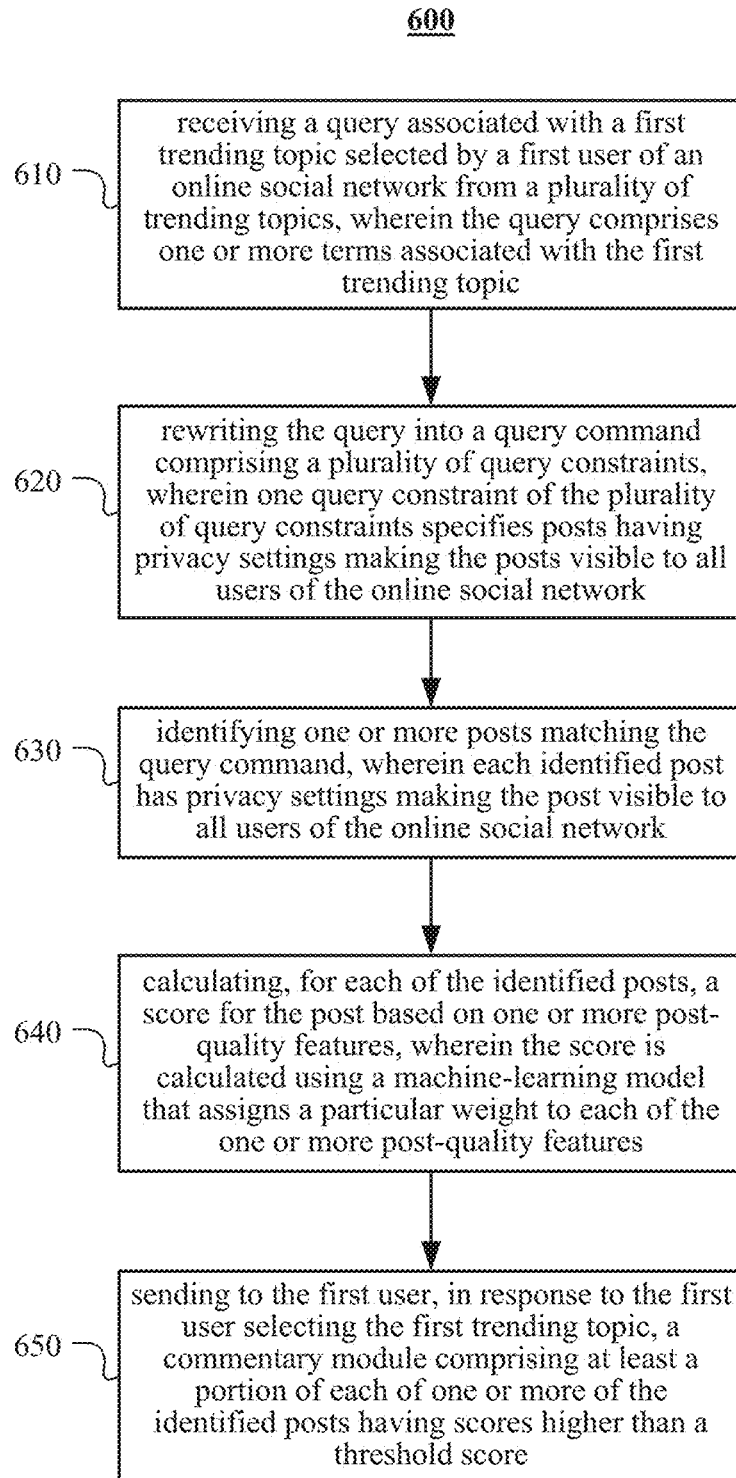 600
610
receiving a query associated with a first
trending topic selected by a first user of an
online social network from a plurality of
trending topics, wherein the query comprises
one or more terms associated with the first
trending topic
620
rewriting the query into a query command
comprising a plurality of query constraints,
wherein one query constraint of the plurality
of query constraints specifies posts having
privacy settings making the posts visible to all
users of the online social network
630
identifying one or more posts matching the
query command, wherein each identified post
has privacy settings making the post visible to
all users of the online social network
640
calculating, for each of the identified posts, a
score for the post based on one or more post-
quality features, wherein the score is
calculated using a machine-learning model
that assigns a particular weight to each of the
one or more post-quality features
650
sending to the first user, in response to the first
user selecting the first trending topic, a
commentary module comprising at least a
portion of each of one or more of the
identified posts having scores higher than a
threshold score